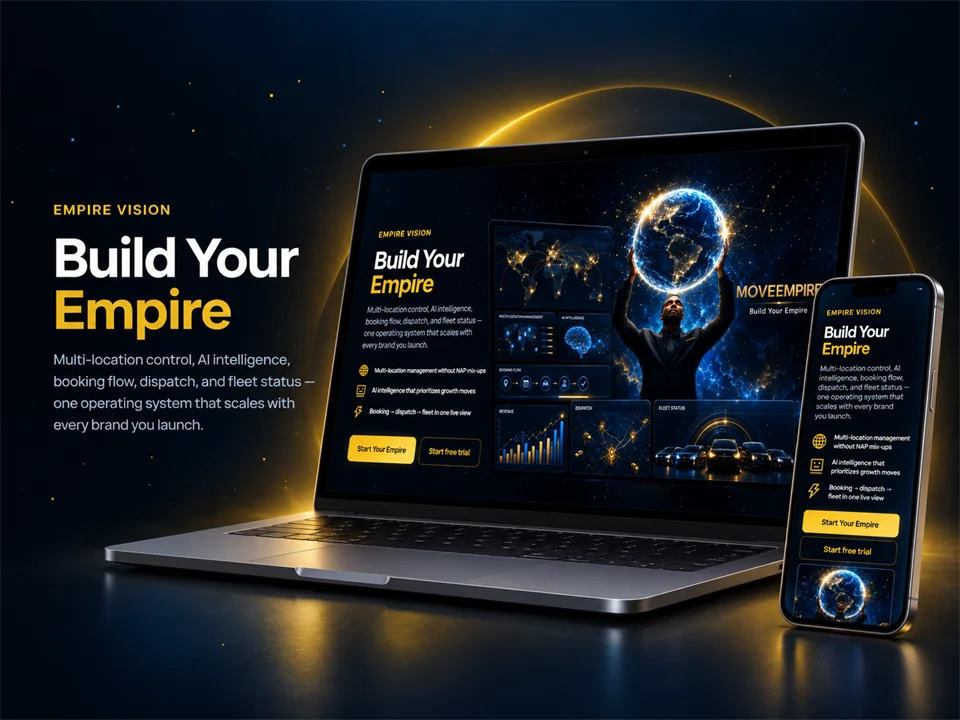 EMPIRE VISION
Build Your
Empire
Multi-location control, AI intelligence,
booking flow, dispatch, and fleet status —
one operating system that scales with
every brand you launch.
EMPIRE VISION
Build Your
Empire
Multi-location control, AI intelligence,
booking flow, dispatch, and fleet status —
one operating system that scales with
every brand you launch.
Multi-location management without NAP mix-ups
AI intelligence that prioritizes growth moves
Booking → dispatch → fleet in one live view
Start Your Empire
Start free trial
MULTI-LOCATION MANAGEMENT
AI INTELLIGENCE
BOOKING FLOW
REVENUE
DISPATCH
FLEET STATUS
MOVEEMPIRE
Build Your Empire
EMPIRE VISION
Build Your
Empire
Multi-location control, AI
intelligence, booking flow,
dispatch, and fleet status —
one operating system that
scales with every brand
you launch.
Multi-location management
without NAP mix-ups
AI intelligence that
prioritizes growth moves
Booking → dispatch →
fleet in one live view
Start Your Empire
Start free trial